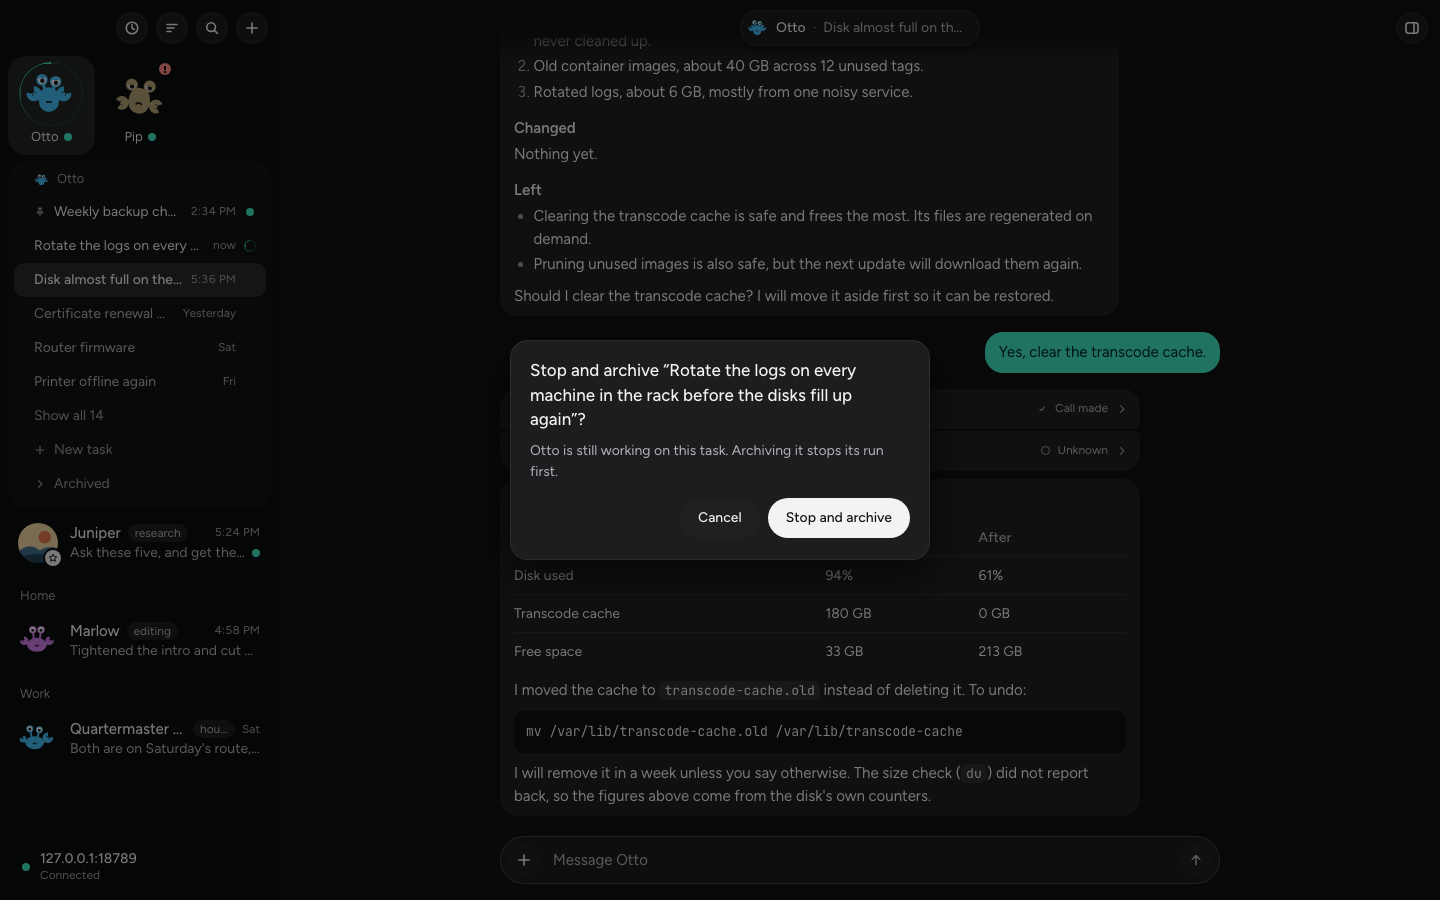 Otto · Disk almost full on th...
Otto
Pip
Otto
Weekly backup ch... 2:34 PM
Rotate the logs on every ... now
Disk almost full on the... 5:36 PM
Certificate renewal ... Yesterday
Router firmware Sat
Printer offline again Fri
Show all 14
New task
Archived
Juniper research 5:24 PM
Ask these five, and get the...
Home
Marlow editing 4:58 PM
Tightened the intro and cut ...
Work
Quartermaster ... hou... Sat
Both are on Saturday's route,...
127.0.0.1:18789
Connected
never cleaned up.
2. Old container images, about 40 GB across 12 unused tags.
3. Rotated logs, about 6 GB, mostly from one noisy service.
Changed
Nothing yet.
Left
• Clearing the transcode cache is safe and frees the most. Its files are regenerated on
demand.
• Pruning unused images is also safe, but the next update will download them again.
Should I clear the transcode cache? I will move it aside first so it can be restored.
Yes, clear the transcode cache.
Call made
Unknown
Stop and archive “Rotate the logs on every
machine in the rack before the disks fill up
again”?
Otto is still working on this task. Archiving it stops its run
first.
Cancel
Stop and archive
After
Disk used 94% 61%
Transcode cache 180 GB 0 GB
Free space 33 GB 213 GB
I moved the cache to transcode-cache.old instead of deleting it. To undo:
mv /var/lib/transcode-cache.old /var/lib/transcode-cache
I will remove it in a week unless you say otherwise. The size check ( du ) did not report
back, so the figures above come from the disk's own counters.
Message Otto